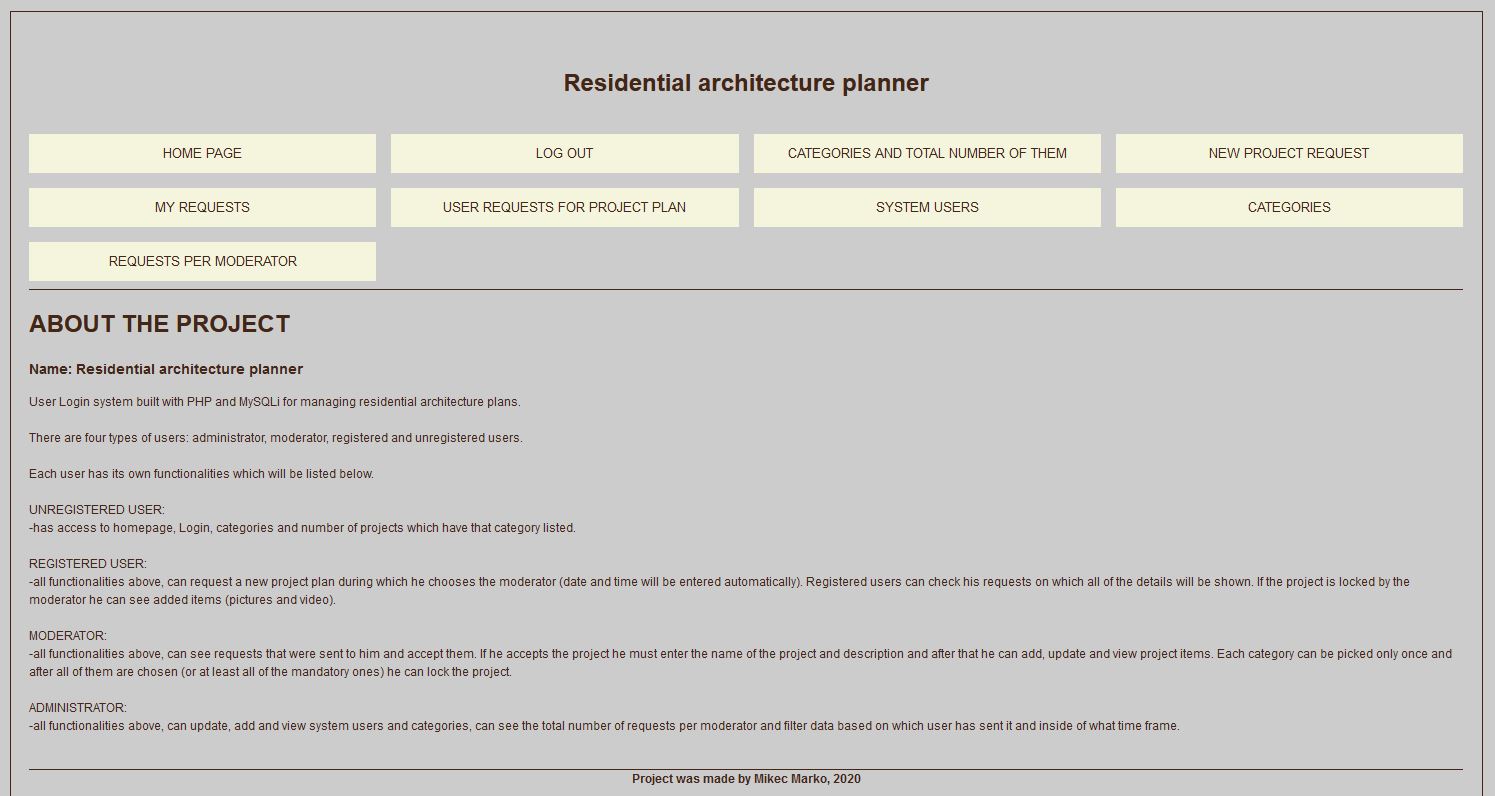 Residential architecture planner
HOME PAGE
LOG OUT
CATEGORIES AND TOTAL NUMBER OF THEM
NEW PROJECT REQUEST
MY REQUESTS
USER REQUESTS FOR PROJECT PLAN
SYSTEM USERS
CATEGORIES
REQUESTS PER MODERATOR
ABOUT THE PROJECT
Name: Residential architecture planner
User Login system built with PHP and MySQLi for managing residential architecture plans.
There are four types of users: administrator, moderator, registered and unregistered users.
Each user has its own functionalities which will be listed below.
UNREGISTERED USER:
-has access to homepage, Login, categories and number of projects which have that category listed.
REGISTERED USER:
-all functionalities above, can request a new project plan during which he chooses the moderator (date and time will be entered automatically). Registered users can check his requests on which all of the details will be shown. If the project is locked by the
moderator he can see added items (pictures and video).
MODERATOR:
-all functionalities above, can see requests that were sent to him and accept them. If he accepts the project he must enter the name of the project and description and after that he can add, update and view project items. Each category can be picked only once and
after all of them are chosen (or at least all of the mandatory ones) he can lock the project.
ADMINISTRATOR:
-all functionalities above, can update, add and view system users and categories, can see the total number of requests per moderator and filter data based on which user has sent it and inside of what time frame.
Project was made by Mikec Marko, 2020